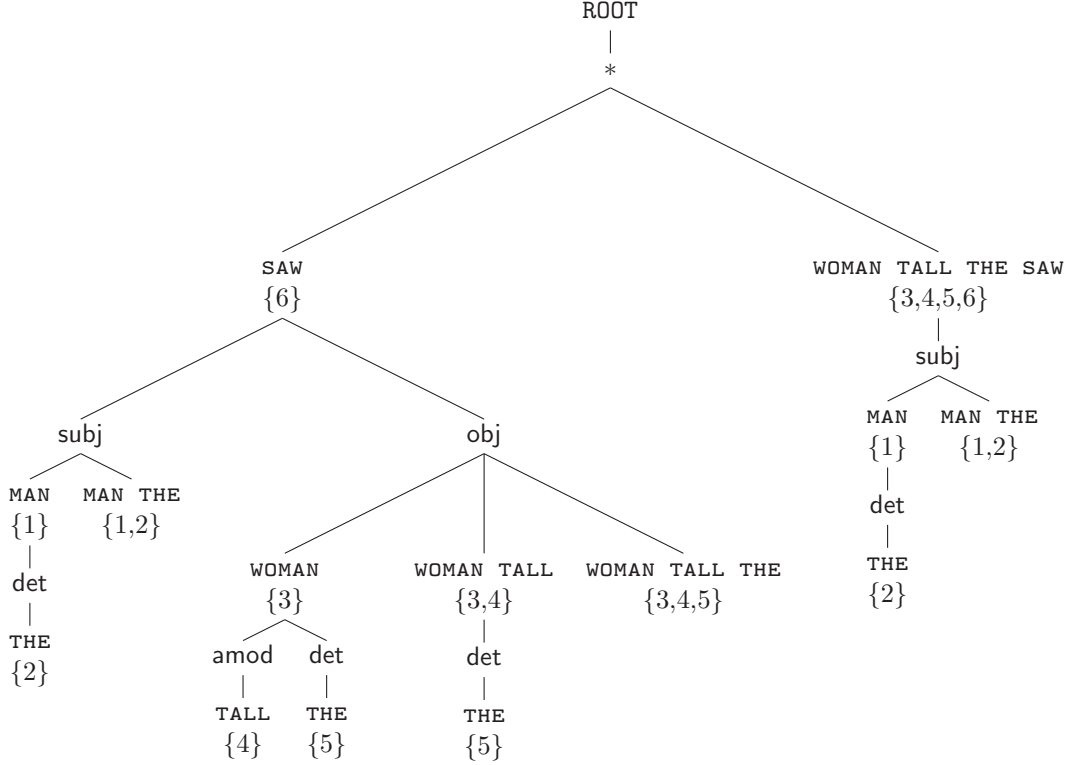 ROOT
*
SAW WOMAN TALL THE SAW
{6} {3,4,5,6}
subj
MAN MAN THE
{1} {1,2}
subj obj
det
MAN MAN THE
{1} {1,2}
THE
{2}
WOMAN WOMAN TALL WOMAN TALL THE
{3} {3,4} {3,4,5}
det
THE
{2}
amod det det
TALL THE THE
{4} {5} {5}